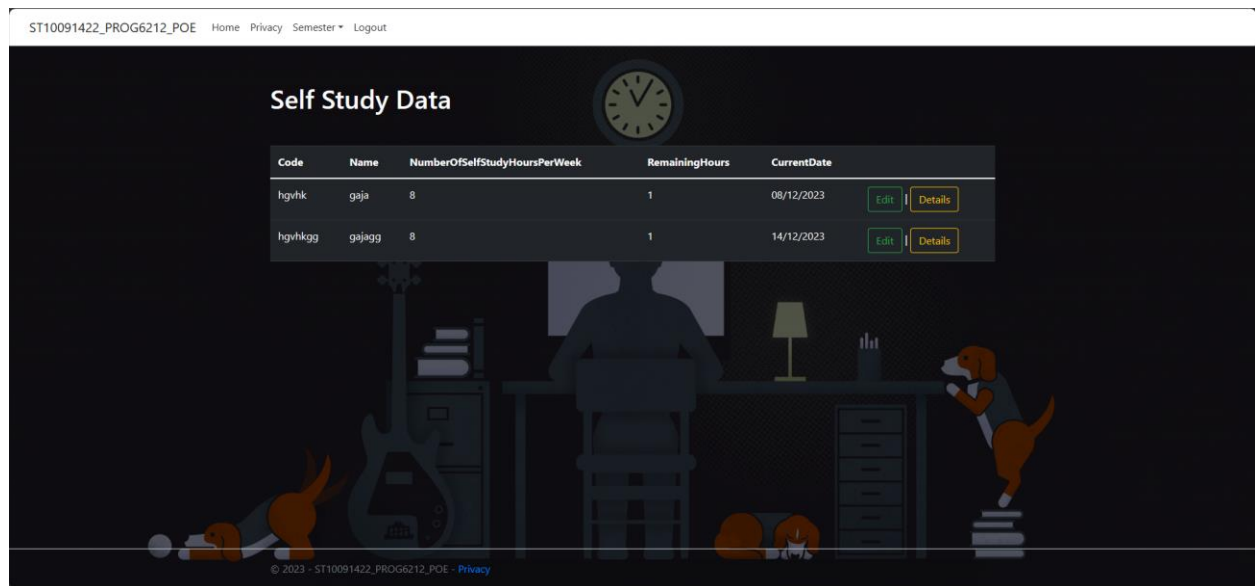 ST10091422_PROG6212_POE Home Privacy Semester Logout
Self Study Data
Code Name NumberOfSelfStudyHoursPerWeek RemainingHours CurrentDate
hgvhk gaja 8 1 08/12/2023 Edit | Details
hgvhkgg gajagg 8 1 14/12/2023 Edit | Details
© 2023 - ST10091422_PROG6212_POE - Privacy